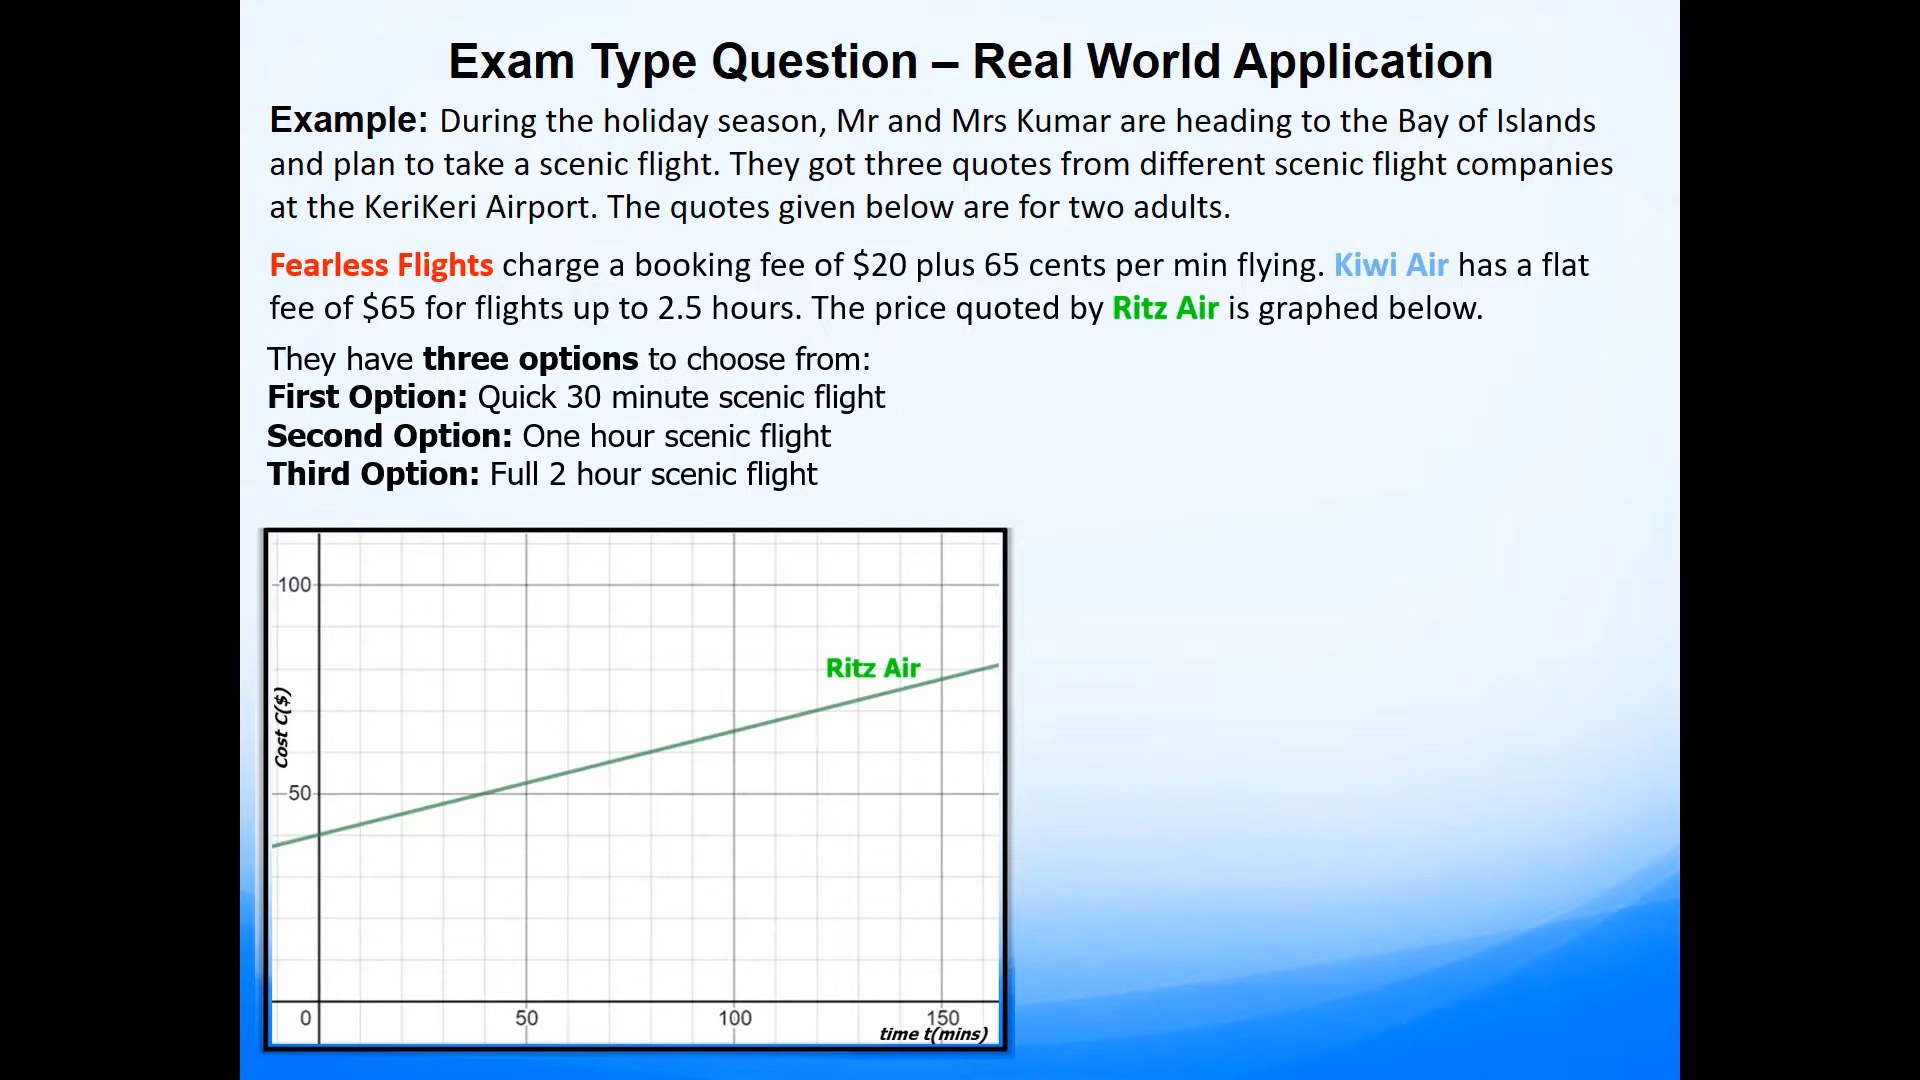 Exam Type Question – Real World Application
Example: During the holiday season, Mr and Mrs Kumar are heading to the Bay of Islands
and plan to take a scenic flight. They got three quotes from different scenic flight companies
at the KeriKeri Airport. The quotes given below are for two adults.
Fearless Flights charge a booking fee of $20 plus 65 cents per min flying. Kiwi Air has a flat
fee of $65 for flights up to 2.5 hours. The price quoted by Ritz Air is graphed below.
They have three options to choose from:
First Option: Quick 30 minute scenic flight
Second Option: One hour scenic flight
Third Option: Full 2 hour scenic flight
100
Ritz Air
Cost C($)
50
0 50 100 150
time t(mins)